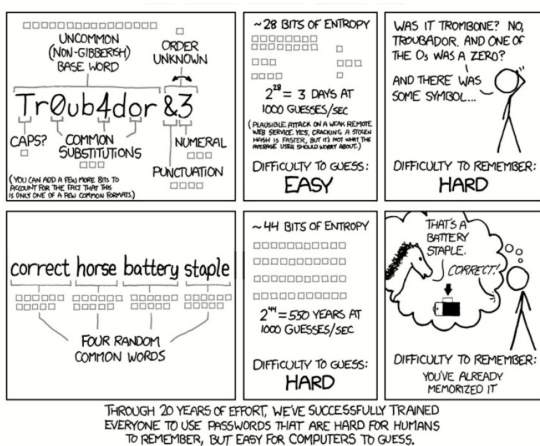 UNCOMMON
(NON-GIBBERISH)
BASE WORD
ORDER
UNKNOWN
Tr0ub4dor &3
CAPS?
COMMON
SUBSTITUTIONS
NUMERAL
PUNCTUATION
(YOU CAN ADD A FEW MORE BITS TO
ACCOUNT FOR THE FACT THAT THIS
IS ONLY ONE OF A FEW COMMON FORMATS.)
~28 BITS OF ENTROPY
2²⁸ = 3 DAYS AT
1000 GUESSES/SEC
(PLAUSIBLE ATTACK ON A WEAK REMOTE
WEB SERVICE. YES, CRACKING A STOLEN
HASH IS FASTER, BUT IT'S NOT WHAT THE
AVERAGE USER SHOULD WORRY ABOUT.)
DIFFICULTY TO GUESS:
EASY
WAS IT TROMBONE? NO,
TROUBADOR. AND ONE OF
THE Os WAS A ZERO?
AND THERE WAS
SOME SYMBOL...
DIFFICULTY TO REMEMBER:
HARD
correct horse battery staple
FOUR RANDOM
COMMON WORDS
~44 BITS OF ENTROPY
2⁴⁴ = 550 YEARS AT
1000 GUESSES/SEC
DIFFICULTY TO GUESS:
HARD
THAT'S A
BATTERY
STAPLE.
CORRECT!
DIFFICULTY TO REMEMBER:
YOU'VE ALREADY
MEMORIZED IT
THROUGH 20 YEARS OF EFFORT, WE'VE SUCCESSFULLY TRAINED
EVERYONE TO USE PASSWORDS THAT ARE HARD FOR HUMANS
TO REMEMBER, BUT EASY FOR COMPUTERS TO GUESS.